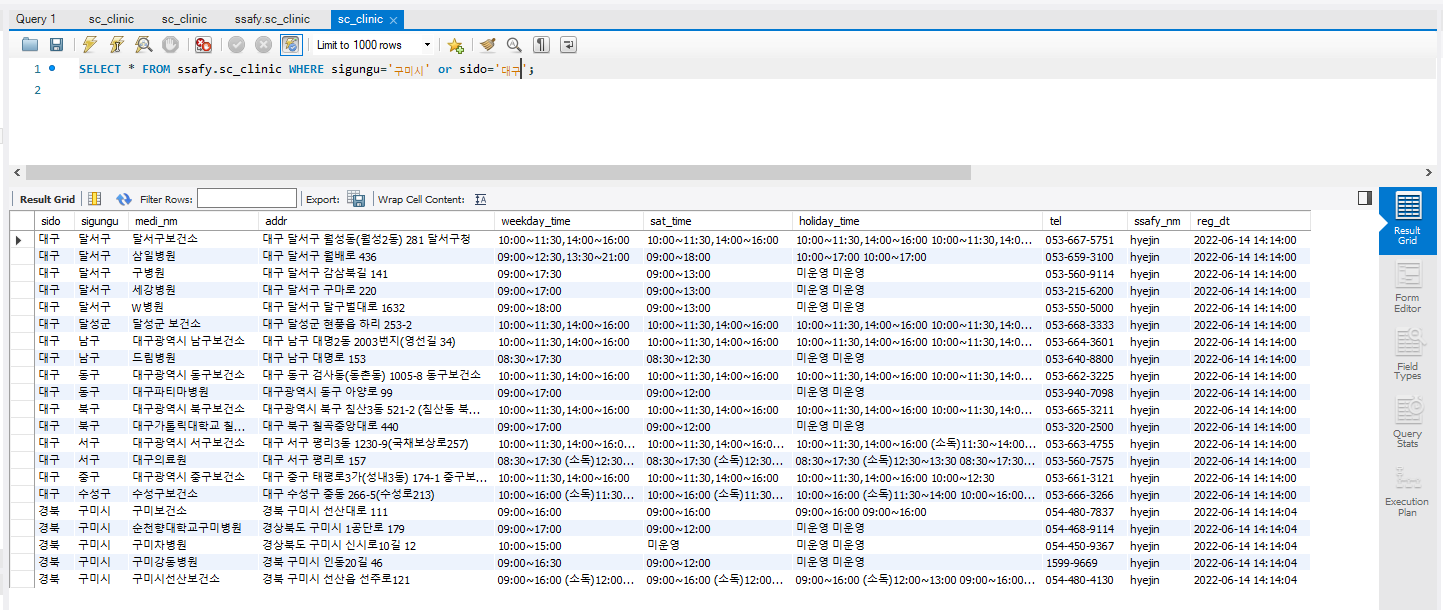 Query 1 sc_clinic sc_clinic ssafy.sc_clinic sc_clinic
Limit to 1000 rows
1 SELECT * FROM ssafy.sc_clinic WHERE sigungu='구미시' or sido='대구';
2
Result Grid Filter Rows: Export: Wrap Cell Content:
sido sigungu medi_nm addr weekday_time sat_time holiday_time tel ssafy_nm reg_dt
대구 달서구 달서구보건소 대구 달서구 월성동(월성2동) 281 달서구청 10:00~11:30,14:00~16:00 10:00~11:30,14:00~16:00 10:00~11:30,14:00~16:00 10:00~11:30,14:0... 053-667-5751 hyejin 2022-06-14 14:14:00
대구 달서구 삼일병원 대구 달서구 월배로 436 09:00~12:30,13:30~21:00 09:00~18:00 10:00~17:00 10:00~17:00 053-659-3100 hyejin 2022-06-14 14:14:00
대구 달서구 구병원 대구 달서구 감삼북길 141 09:00~17:30 09:00~13:00 미운영 미운영 053-560-9114 hyejin 2022-06-14 14:14:00
대구 달서구 세강병원 대구 달서구 구마로 220 09:00~17:00 09:00~13:00 미운영 미운영 053-215-6200 hyejin 2022-06-14 14:14:00
대구 달서구 W병원 대구 달서구 달구벌대로 1632 09:00~18:00 09:00~13:00 미운영 미운영 053-550-5000 hyejin 2022-06-14 14:14:00
대구 달성군 달성군 보건소 대구 달성군 현풍읍 하리 253-2 10:00~11:30,14:00~16:00 10:00~11:30,14:00~16:00 10:00~11:30,14:00~16:00 10:00~11:30,14:0... 053-668-3333 hyejin 2022-06-14 14:14:00
대구 남구 대구광역시 남구보건소 대구 남구 대명2동 2003번지(영선길 34) 10:00~11:30,14:00~16:00 10:00~11:30,14:00~16:00 10:00~11:30,14:00~16:00 10:00~11:30,14:0... 053-664-3601 hyejin 2022-06-14 14:14:00
대구 남구 드림병원 대구 남구 대명로 153 08:30~17:30 08:30~12:30 미운영 미운영 053-640-8800 hyejin 2022-06-14 14:14:00
대구 동구 대구광역시 동구보건소 대구 동구 검사동(동촌동) 1005-8 동구보건소 10:00~11:30,14:00~16:00 10:00~11:30,14:00~16:00 10:00~11:30,14:00~16:00 10:00~11:30,14:0... 053-662-3225 hyejin 2022-06-14 14:14:00
대구 동구 대구파티마병원 대구광역시 동구 아양로 99 09:00~17:00 09:00~12:00 미운영 미운영 053-940-7098 hyejin 2022-06-14 14:14:00
대구 북구 대구광역시 북구보건소 대구광역시 북구 침산3동 521-2 (침산동 북... 10:00~11:30,14:00~16:00 10:00~11:30,14:00~16:00 10:00~11:30,14:00~16:00 10:00~11:30,14:0... 053-665-3211 hyejin 2022-06-14 14:14:00
대구 북구 대구가톨릭대학교 칠... 대구 북구 칠곡중앙대로 440 09:00~17:00 09:00~12:00 미운영 미운영 053-320-2500 hyejin 2022-06-14 14:14:00
대구 서구 대구광역시 서구보건소 대구 서구 평리3동 1230-9(국채보상로257) 10:00~11:30,14:00~16:0... 10:00~11:30,14:00~16:0... 10:00~11:30,14:00~16:00 (소독)11:30~14:00... 053-663-4755 hyejin 2022-06-14 14:14:00
대구 서구 대구의료원 대구 서구 평리로 157 08:30~17:30 (소독)12:30... 08:30~17:30 (소독)12:30... 08:30~17:30 (소독)12:30~13:30 08:30~17:30... 053-560-7575 hyejin 2022-06-14 14:14:00
대구 중구 대구광역시 중구보건소 대구 중구 태평로3가(성내3동) 174-1 중구보... 10:00~11:30,14:00~16:00 10:00~11:30,14:00~16:00 10:00~11:30,14:00~16:00 10:00~12:30 053-661-3121 hyejin 2022-06-14 14:14:00
대구 수성구 수성구보건소 대구 수성구 중동 266-5(수성로213) 10:00~16:00 (소독)11:30... 10:00~16:00 (소독)11:30... 10:00~16:00 (소독)11:30~14:00 10:00~16:00... 053-666-3266 hyejin 2022-06-14 14:14:00
경북 구미시 구미보건소 경북 구미시 선산대로 111 09:00~16:00 09:00~16:00 09:00~16:00 09:00~16:00 054-480-7837 hyejin 2022-06-14 14:14:04
경북 구미시 순천향대학교구미병원 경상북도 구미시 1공단로 179 09:00~17:00 09:00~12:00 미운영 미운영 054-468-9114 hyejin 2022-06-14 14:14:04
경북 구미시 구미차병원 경상북도 구미시 신시로10길 12 10:00~15:00 미운영 미운영 미운영 054-450-9367 hyejin 2022-06-14 14:14:04
경북 구미시 구미강동병원 경북 구미시 인동20길 46 09:00~16:30 09:00~12:00 미운영 미운영 1599-9669 hyejin 2022-06-14 14:14:04
경북 구미시 구미시선산보건소 경북 구미시 선산읍 선주로121 09:00~16:00 (소독)12:00... 09:00~16:00 (소독)12:00... 09:00~16:00 (소독)12:00~13:00 09:00~16:00... 054-480-4130 hyejin 2022-06-14 14:14:04
Result
Grid
Form
Editor
Field
Types
Query
Stats
Execution
Plan